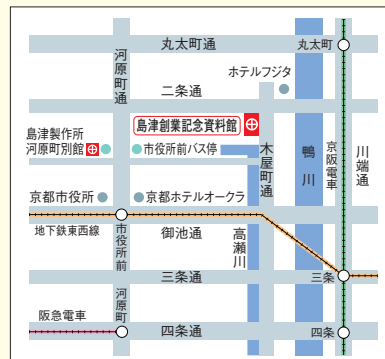 丸太町通
丸太町
河原町通
ホテルフジタ
二条通
島津創業記念資料館
島津製作所
河原町別館
市役所前バス停
木屋町通
鴨川
京阪電車
川端通
京都市役所
京都ホテルオークラ
地下鉄東西線
市役所前
御池通
高瀬川
三条通
三条
河原町
阪急電車
四条通
四条